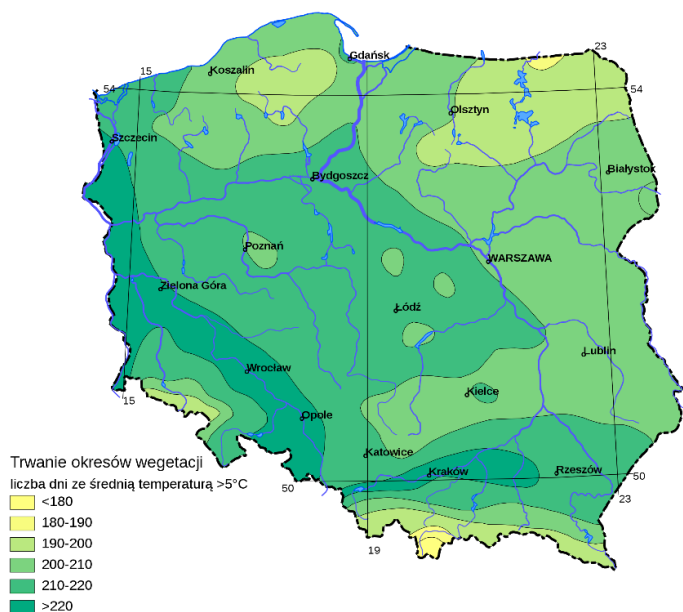 Gdańsk
23
Koszalin
15
54
54
Olsztyn
Szczecin
Białystok
Bydgoszcz
Poznań
WARSZAWA
Zielona Góra
Łódź
Lublin
Wrocław
Kielce
15
Opole
Katowice
Kraków
Rzeszów
50
50
23
19
Trwanie okresów wegetacji
liczba dni ze średnią temperaturą >5°C
<180
180-190
190-200
200-210
210-220
>220